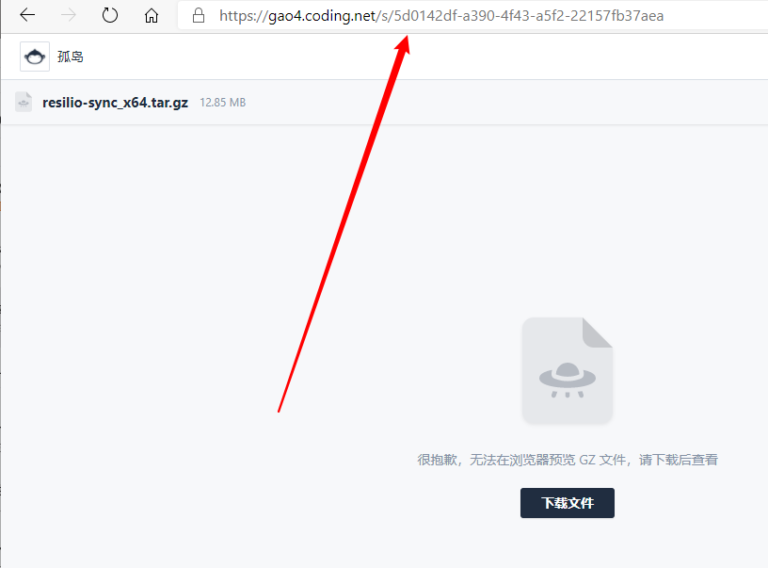 https://gao4.coding.net/s/5d0142df-a390-4f43-a5f2-22157fb37aea
孤岛
resilio-sync_x64.tar.gz 12.85 MB
很抱歉，无法在浏览器预览 GZ 文件，请下载后查看
下载文件